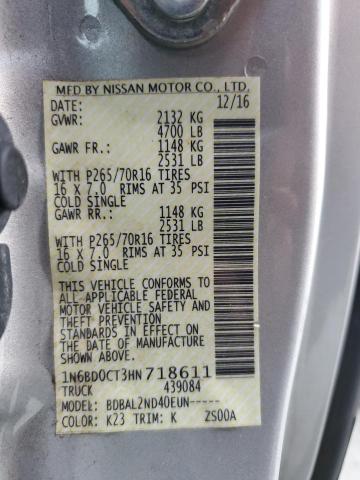 MFD BY NISSAN MOTOR CO., LTD.
DATE: 12/16
GVWR: 2132 KG
4700 LB
GAWR FR.: 1148 KG
2531 LB
WITH P265/70R16 TIRES
16 X 7.0 RIMS AT 35 PSI
COLD SINGLE
GAWR RR.: 1148 KG
2531 LB
WITH P265/70R16 TIRES
16 X 7.0 RIMS AT 35 PSI
COLD SINGLE
THIS VEHICLE CONFORMS TO
ALL APPLICABLE FEDERAL
MOTOR VEHICLE SAFETY
STANDARDS IN EFFECT ON
THE DATE OF MANUFACTURE
SHOWN ABOVE.
1N6BD0CT3HN718611
TRUCK 439084
MODEL: BDBAL2ND40EUN-----
COLOR: K23 TRIM: K ZS00A